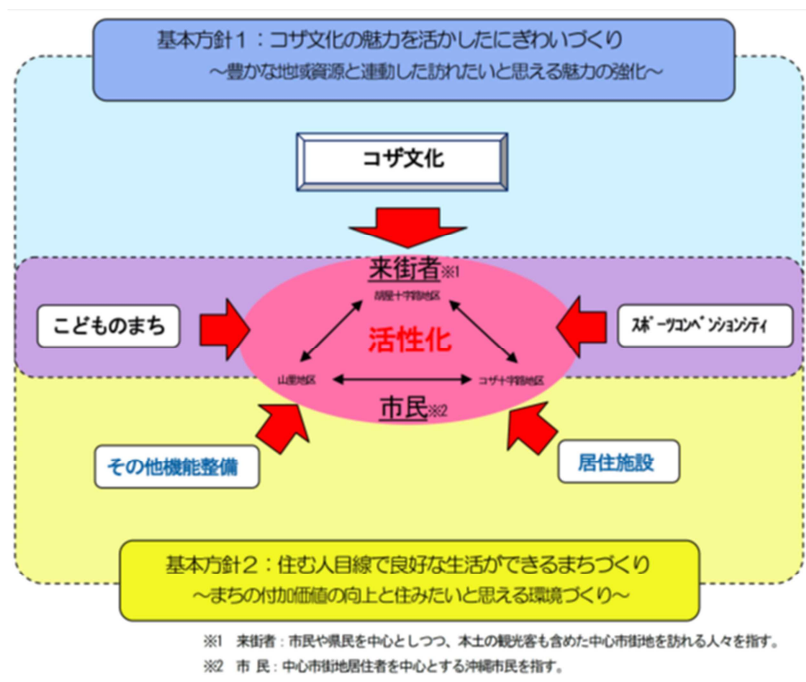 基本方針1:コザ文化の魅力を活かしたにぎわいづくり
~豊かな地域資源と連動した訪れたいと思える魅力の強化~
コザ文化
来街者※1
胡屋十字路地区
こどものまち
活性化
スポーツコンベンションシティ
山里地区
コザ十字路地区
市民※2
その他機能整備
居住施設
基本方針2:住む人目線で良好な生活ができるまちづくり
~まちの付加価値の向上と住みたいと思える環境づくり~
※1 来街者:市民や県民を中心としつつ、本土の観光客も含めた中心市街地を訪れる人々を指す。
※2 市 民:中心市街地居住者を中心とする沖縄市民を指す。